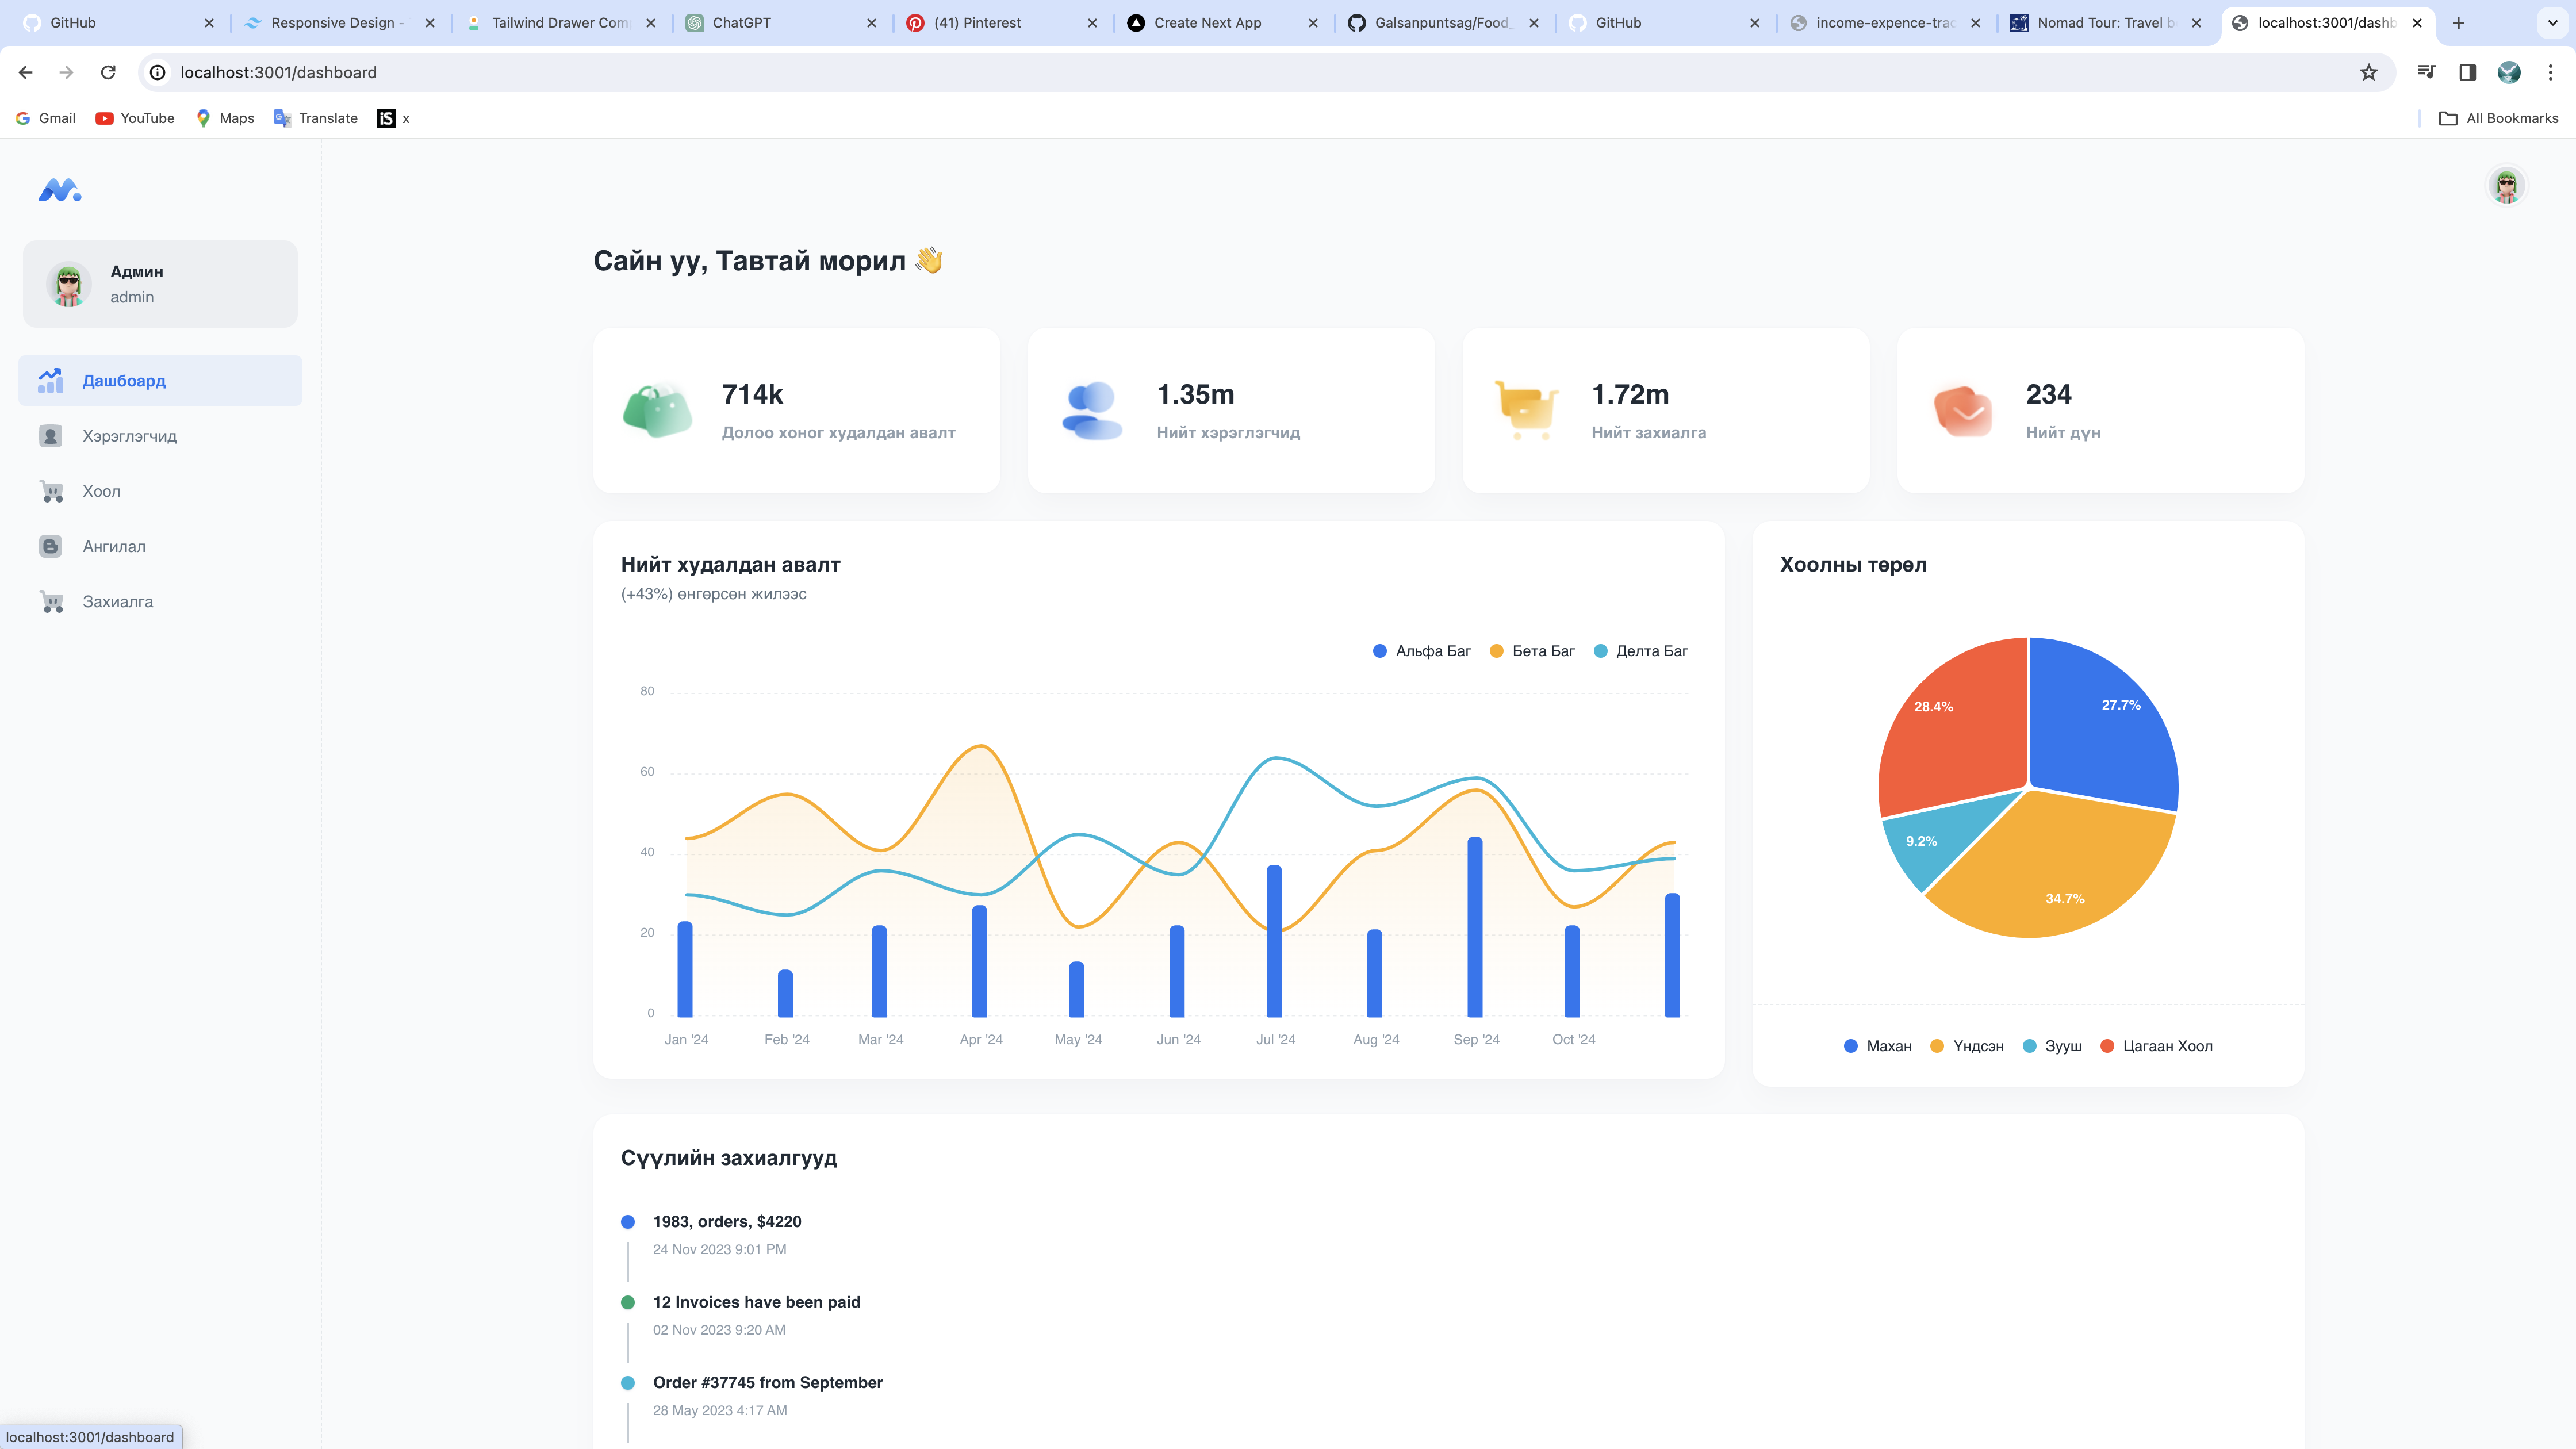 GitHub
Responsive Design -
Tailwind Drawer Com
ChatGPT
(41) Pinterest
Create Next App
Galsanpuntsag/Food_
GitHub
income-expence-trac
Nomad Tour: Travel b
localhost:3001/dashb
localhost:3001/dashboard
Gmail
YouTube
Maps
Translate
iS
x
All Bookmarks
Админ
admin
Дашбоард
Хэрэглэгчид
Хоол
Ангилал
Захиалга
Сайн уу, Тавтай морил 👋
714k
Долоо хоног худалдан авалт
1.35m
Нийт хэрэглэгчид
1.72m
Нийт захиалга
234
Нийт дүн
Нийт худалдан авалт
(+43%) өнгөрсөн жилээс
Альфа Баг
Бета Баг
Делта Баг
80
60
40
20
0
Jan '24
Feb '24
Mar '24
Apr '24
May '24
Jun '24
Jul '24
Aug '24
Sep '24
Oct '24
Хоолны төрөл
28.4%
27.7%
9.2%
34.7%
Махан
Үндсэн
Зууш
Цагаан Хоол
Сүүлийн захиалгууд
1983, orders, $4220
24 Nov 2023 9:01 PM
12 Invoices have been paid
02 Nov 2023 9:20 AM
Order #37745 from September
28 May 2023 4:17 AM
localhost:3001/dashboard